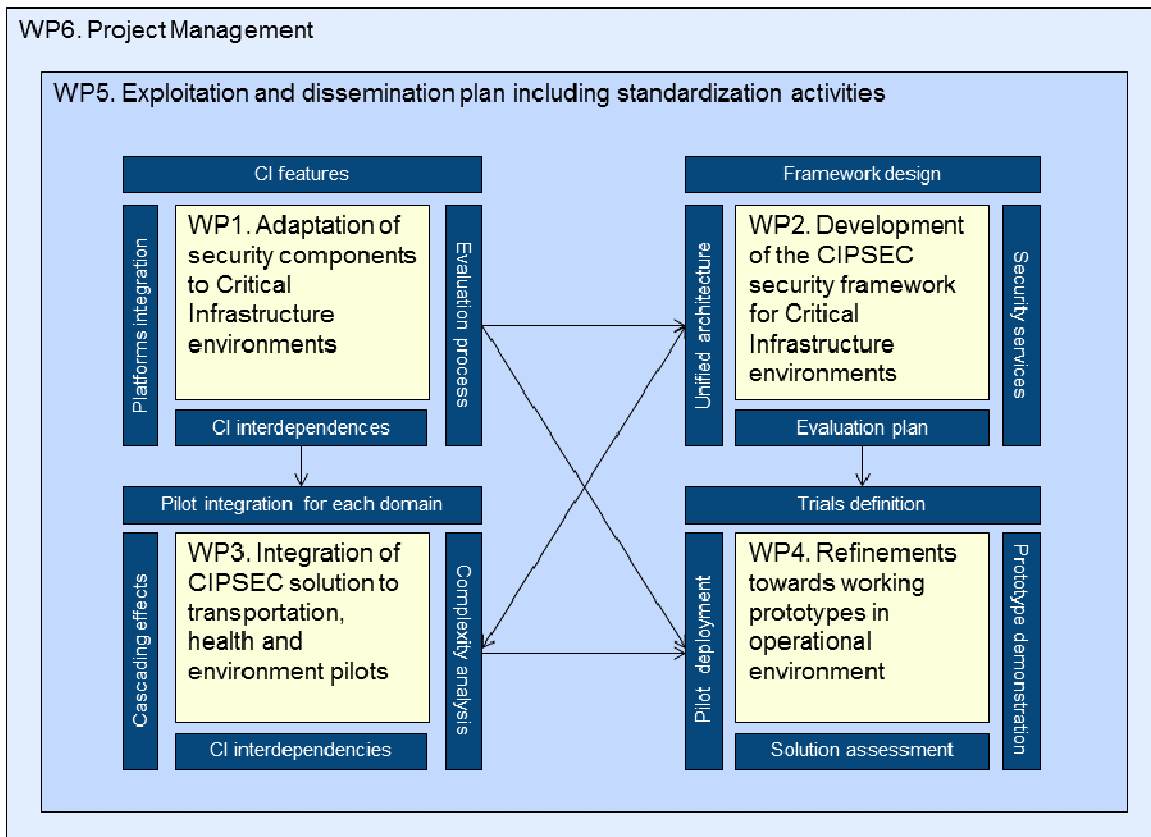 WP6. Project Management
WP5. Exploitation and dissemination plan including standardization activities
CI features
Platforms integration
WP1. Adaptation of
security components
to Critical
Infrastructure
environments
Evaluation process
CI interdependences
Framework design
Unified architecture
WP2. Development
of the CIPSEC
security framework
for Critical
Infrastructure
environments
Security services
Evaluation plan
Pilot integration for each domain
Cascading effects
WP3. Integration of
CIPSEC solution to
transportation,
health and
environment pilots
Complexity analysis
CI interdependencies
Trials definition
Pilot deployment
WP4. Refinements
towards working
prototypes in
operational
environment
Prototype demonstration
Solution assessment